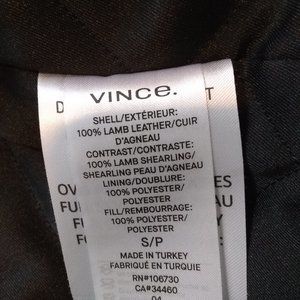 VINCE.
SHELL/EXTÉRIEUR:
100% LAMB LEATHER/CUIR
D'AGNEAU
CONTRAST/CONTRASTE:
100% LAMB SHEARLING/
SHEARLING PEAU D'AGNEAU
LINING/DOUBLURE:
100% POLYESTER/
POLYESTER
FILL/REMBOURRAGE:
100% POLYESTER/
POLYESTER
S/P
MADE IN TURKEY
FABRIQUÉ EN TURQUIE
RN#106730
CA#34460
04